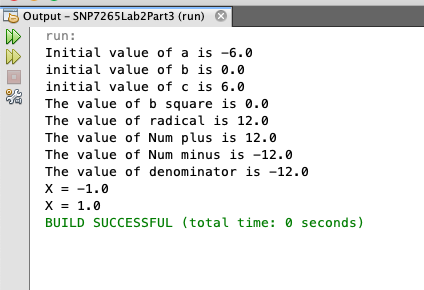 Output – SNP7265Lab2Part3 (run)
run:
Initial value of a is -6.0
initial value of b is 0.0
initial value of c is 6.0
The value of b square is 0.0
The value of radical is 12.0
The value of Num plus is 12.0
The value of Num minus is -12.0
The value of denominator is -12.0
X = -1.0
X = 1.0
BUILD SUCCESSFUL (total time: 0 seconds)